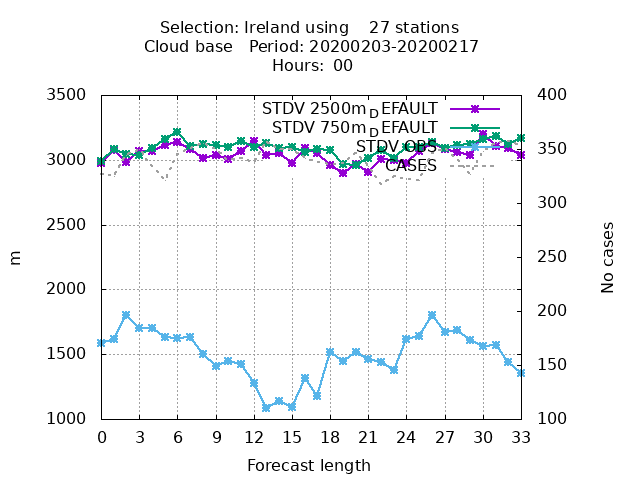 Selection: Ireland using 27 stations
Cloud base Period: 20200203-20200217
Hours: 00
STDV 2500m_DEFAULT
STDV 750m_DEFAULT
STDV OBS
CASES
3500
3000
2500
2000
1500
1000
m
400
350
300
250
200
150
100
No cases
0 3 6 9 12 15 18 21 24 27 30 33
Forecast length